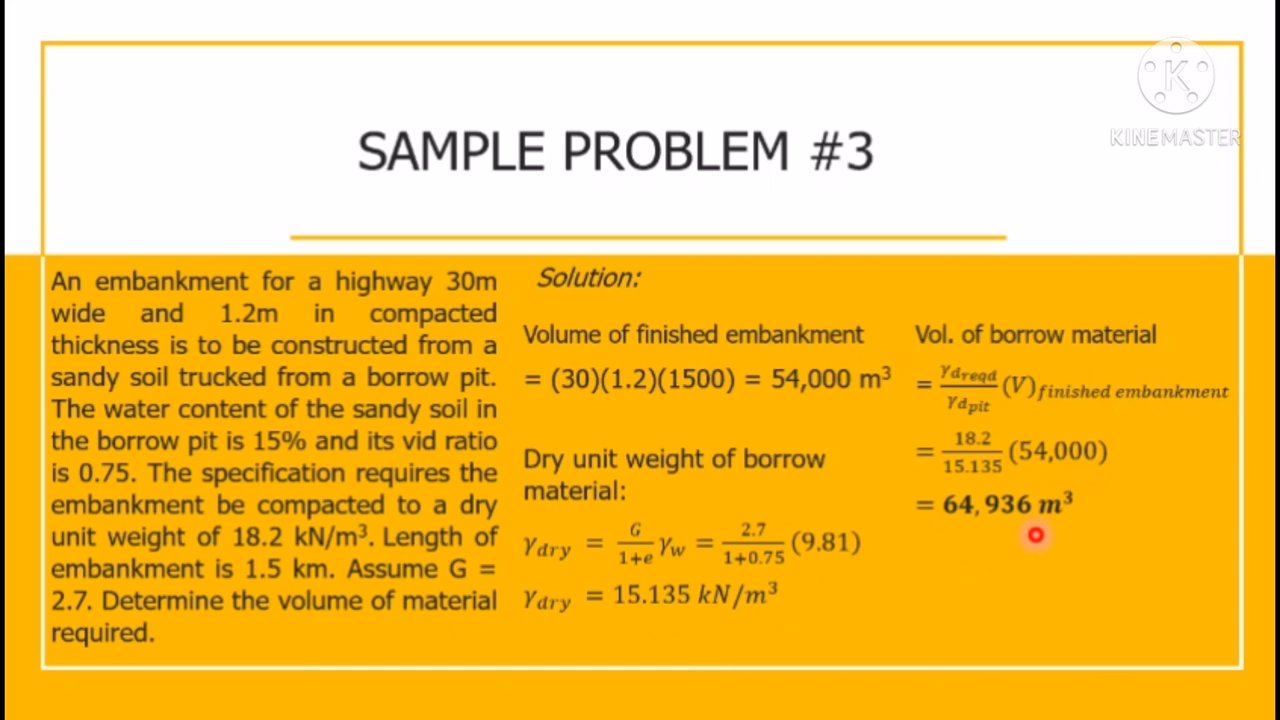 K
KINEMASTER
SAMPLE PROBLEM #3
An embankment for a highway 30m
wide and 1.2m in compacted
thickness is to be constructed from a
sandy soil trucked from a borrow pit.
The water content of the sandy soil in
the borrow pit is 15% and its vid ratio
is 0.75. The specification requires the
embankment be compacted to a dry
unit weight of 18.2 kN/m³. Length of
embankment is 1.5 km. Assume G =
2.7. Determine the volume of material
required.
Solution:
Volume of finished embankment
= (30)(1.2)(1500) = 54,000 m³
Dry unit weight of borrow
material:
γdry = G/1+e γw = 2.7/1+0.75 (9.81)
γdry = 15.135 kN/m³
Vol. of borrow material
= γdreqd/γdpit (V)finished embankment
= 18.2/15.135 (54,000)
= 64,936 m³